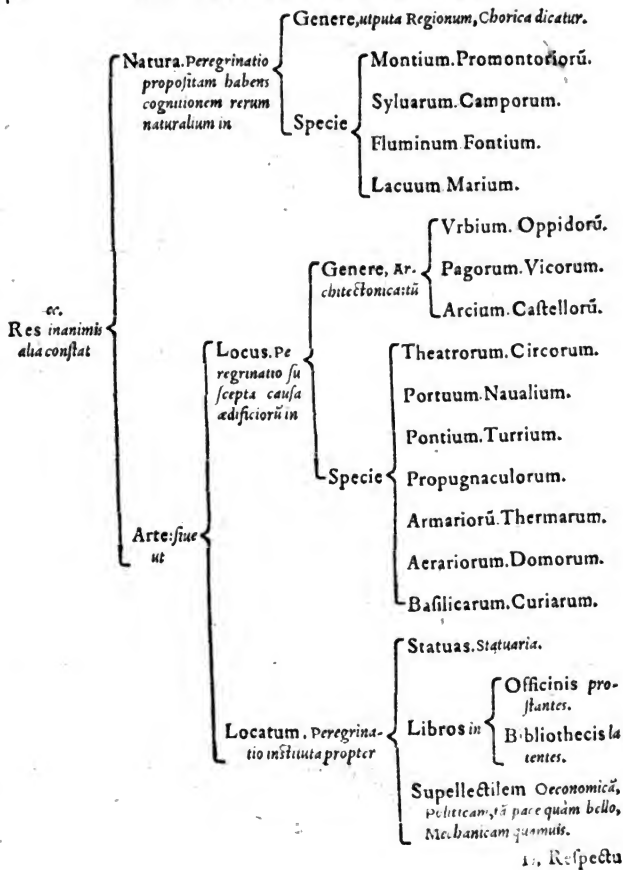 Genere, utputa Regionum, Chorica dicatur.
Natura. Peregrinatio
propoſitam habens
cognitionem rerum
naturalium in
Specie
Montium. Promontoriorū.
Syluarum. Camporum.
Fluminum. Fontium.
Lacuum. Marium.
ec.
Res inanimis
alia conſtat
Arte: ſiue
ut
Locus. Pe
regrinatio ſu
ſcepta cauſa
ædificiorū in
Genere, Ar-
chitectonica: tū
Vrbium. Oppidorū.
Pagorum. Vicorum.
Arcium. Caſtellorū.
Specie
Theatrorum. Circorum.
Portuum. Naualium.
Pontium. Turrium.
Propugnaculorum.
Armariorū. Thermarum.
Aerariorum. Domorum.
Baſilicarum. Curiarum.
Locatum. Peregrina-
tio inſtituta propter
Statuas. Statuaria.
Libros in
Officinis pro-
ſtantes.
Bibliothecis la
tentes.
Supellectilem Oeconomicā,
Politicam, tā pace quàm bello,
Mechanicam quamuis.
Reſpectu